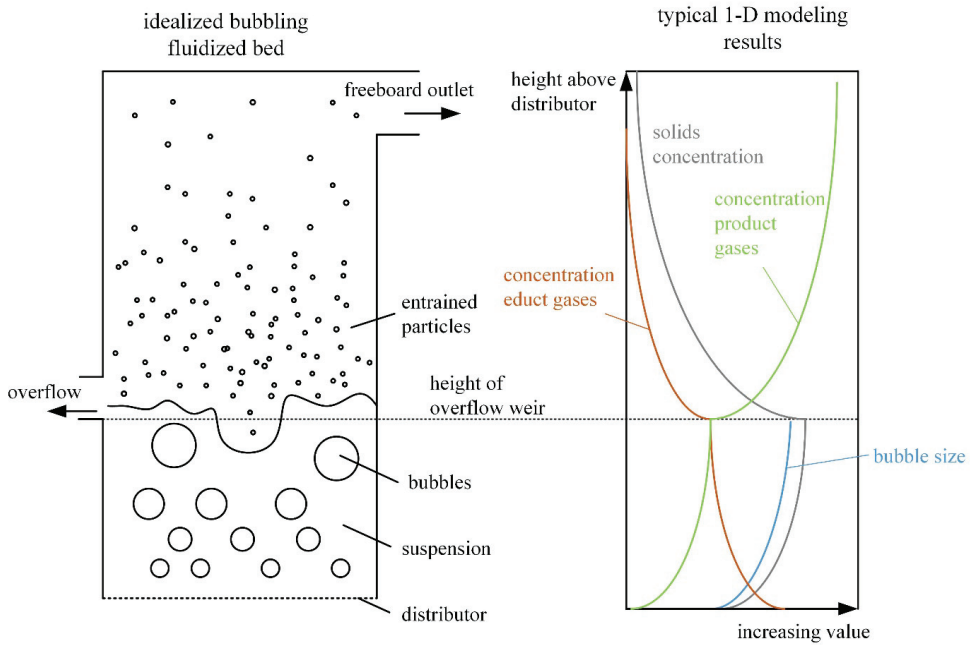 idealized bubbling
fluidized bed
freeboard outlet
entrained
particles
overflow
height of
overflow weir
bubbles
suspension
distributor
typical 1-D modeling
results
height above
distributor
solids
concentration
concentration
product
gases
concentration
educt gases
bubble size
increasing value